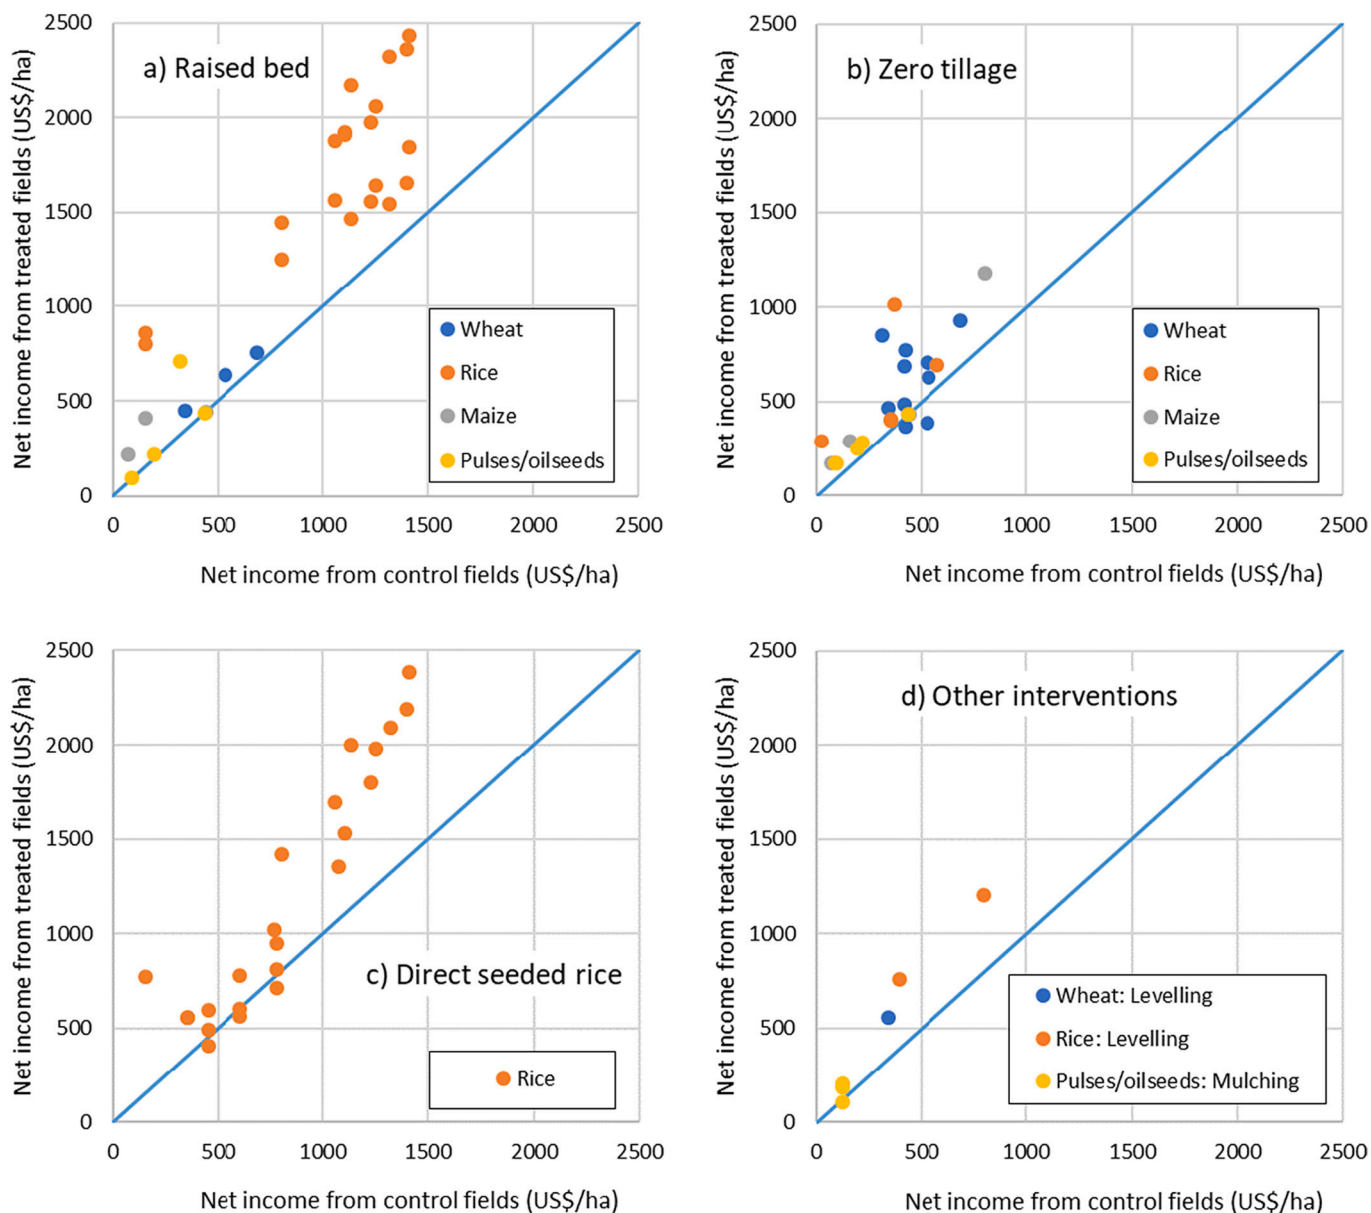 a) Raised bed
Net income from treated fields (US$/ha)
2500
2000
1500
1000
500
0
Wheat
Rice
Maize
Pulses/oilseeds
0 500 1000 1500 2000 2500
Net income from control fields (US$/ha)
b) Zero tillage
Net income from treated fields (US$/ha)
2500
2000
1500
1000
500
0
Wheat
Rice
Maize
Pulses/oilseeds
0 500 1000 1500 2000 2500
Net income from control fields (US$/ha)
c) Direct seeded rice
Net income from treated fields (US$/ha)
2500
2000
1500
1000
500
0
Rice
0 500 1000 1500 2000 2500
Net income from control fields (US$/ha)
d) Other interventions
Net income from treated fields (US$/ha)
2500
2000
1500
1000
500
0
Wheat: Levelling
Rice: Levelling
Pulses/oilseeds: Mulching
0 500 1000 1500 2000 2500
Net income from control fields (US$/ha)